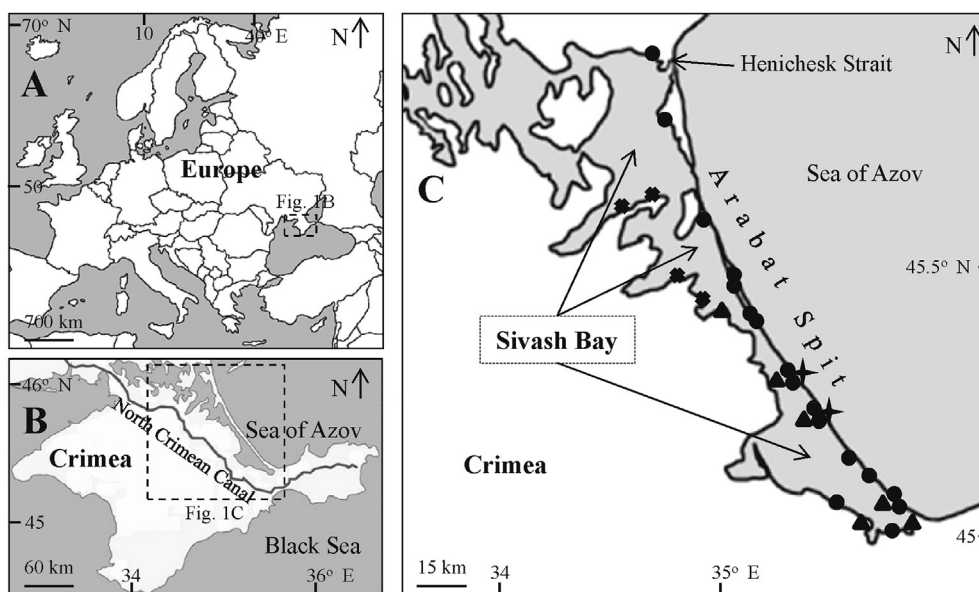 70° N
10
40° E
N
A
Europe
50
Fig. 1B
700 km
46° N
N
B
Sea of Azov
North Crimean Canal
Crimea
Fig. 1C
45
Black Sea
60 km
34
36° E
N
Henichesk Strait
C
Sea of Azov
Arabat Spit
45.5° N
Sivash Bay
Crimea
45
15 km
34
35° E